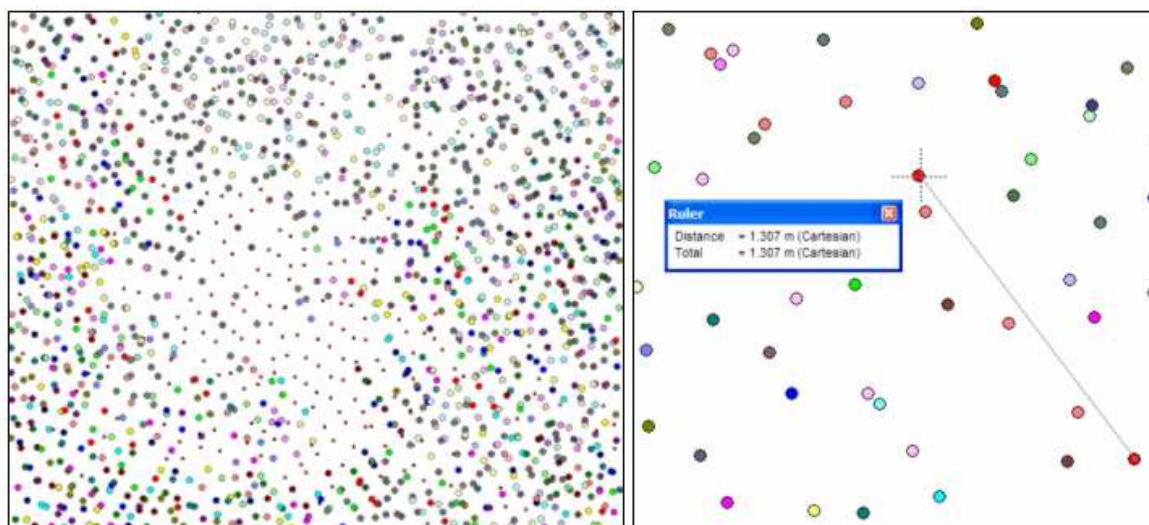 Ruler
Distance = 1.307 m (Cartesian)
Total = 1.307 m (Cartesian)